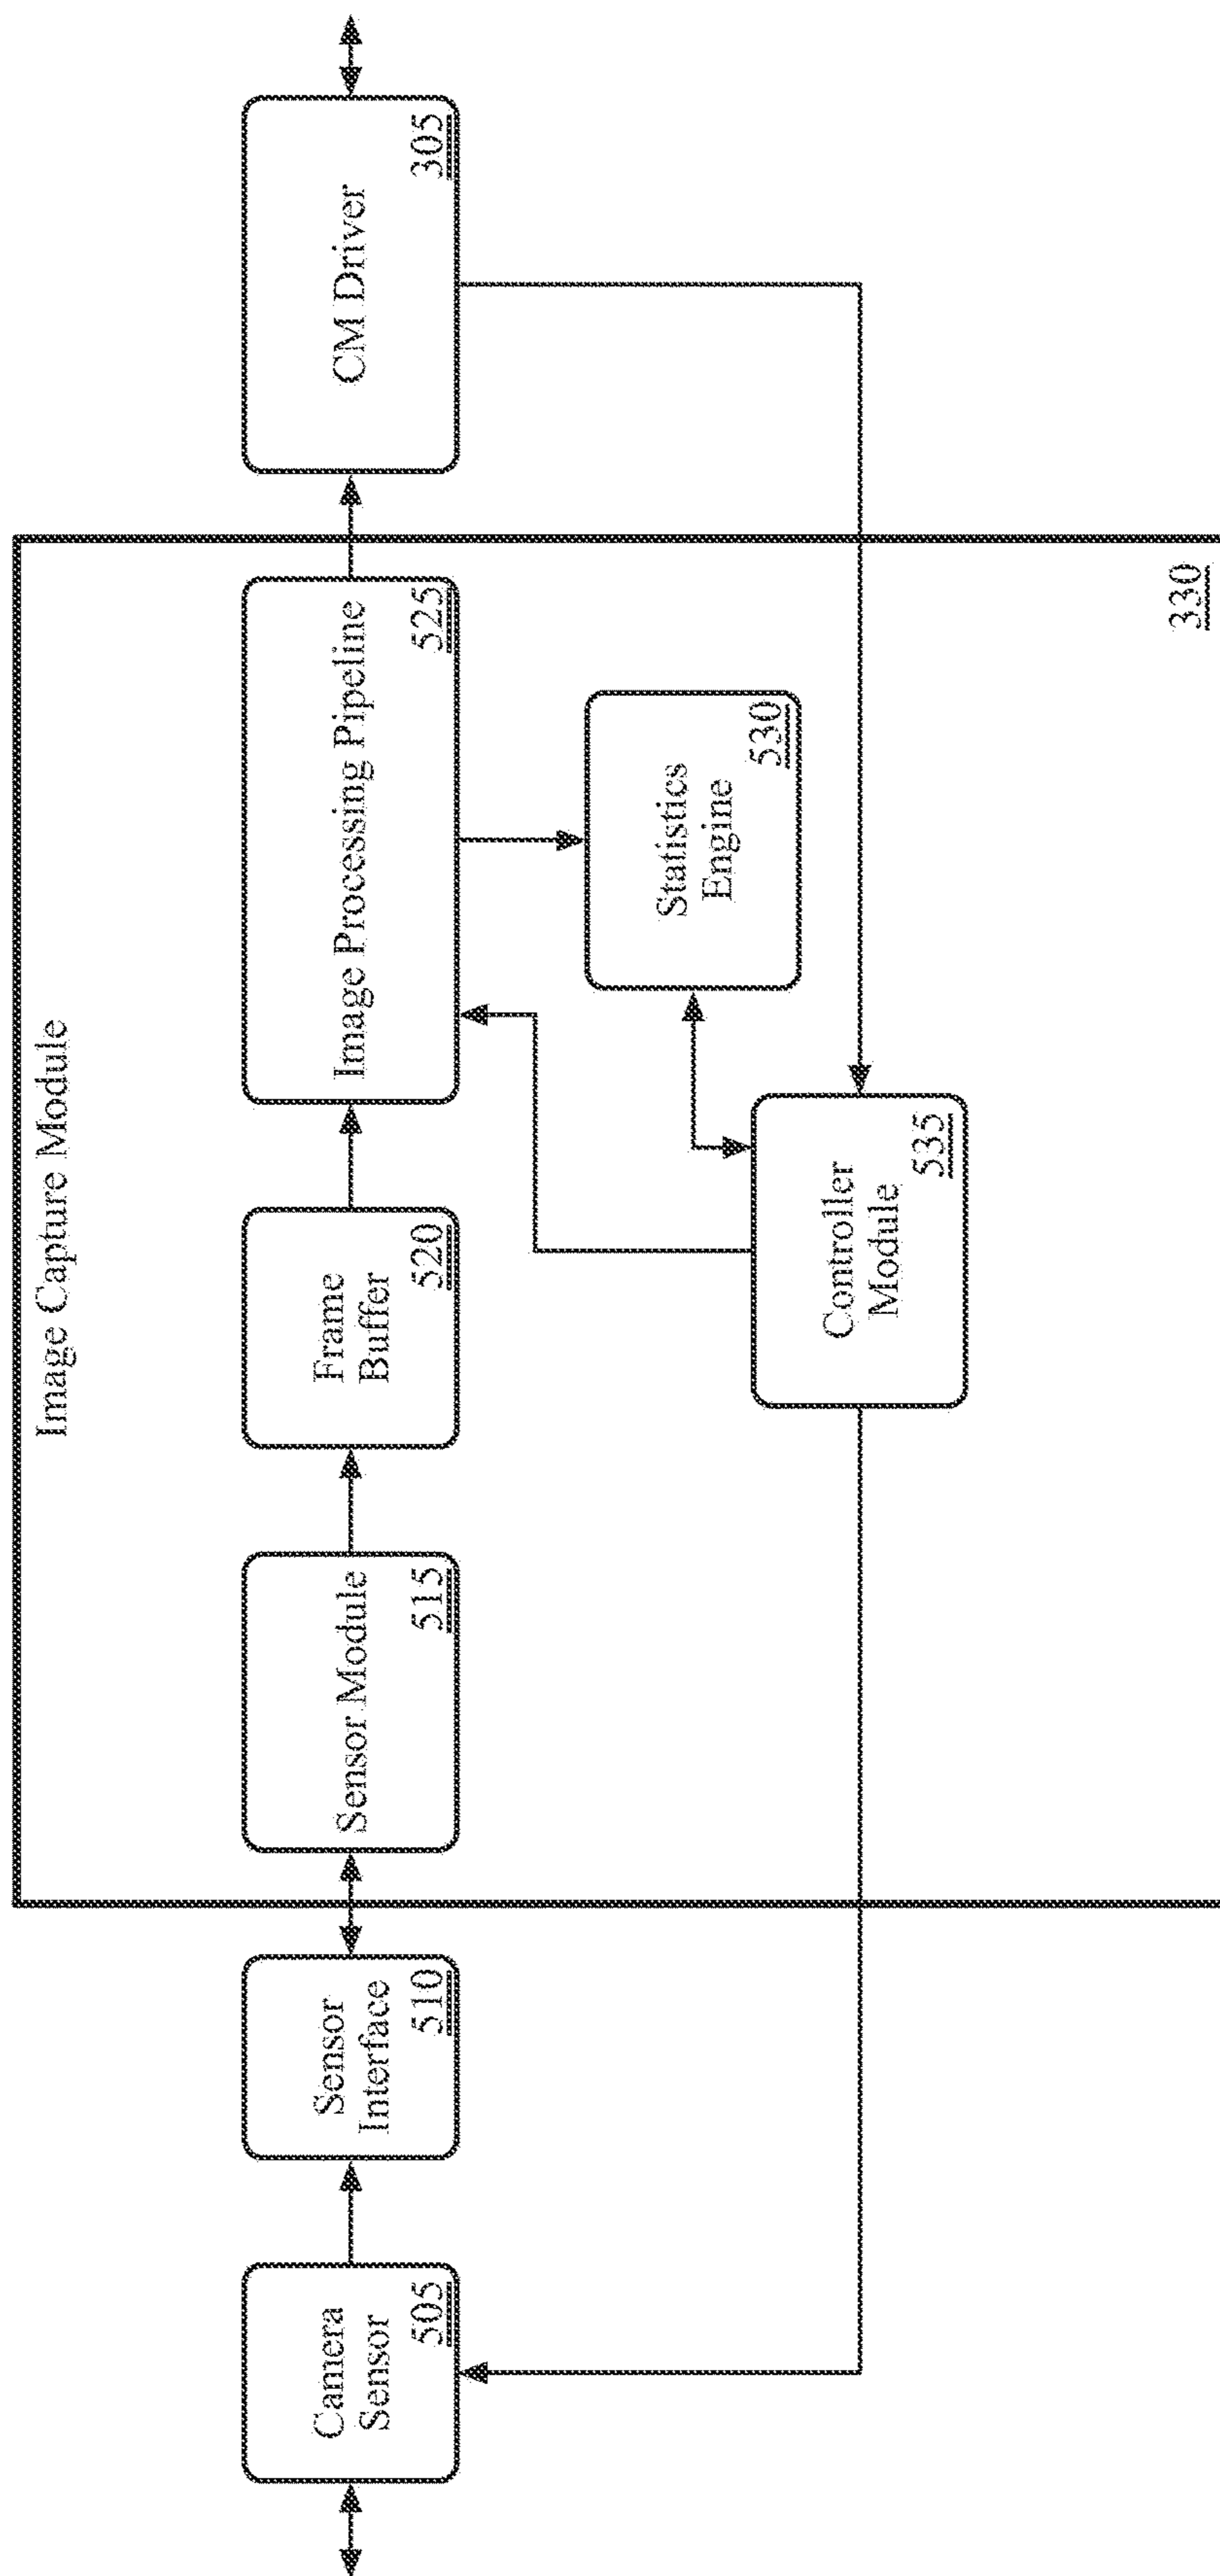 Image Capture Module
Camera
Sensor
505
Sensor
Interface
510
Sensor Module
515
Frame
Buffer
520
Image Processing Pipeline
525
CM Driver
305
Statistics
Engine
530
Controller
Module
535
330